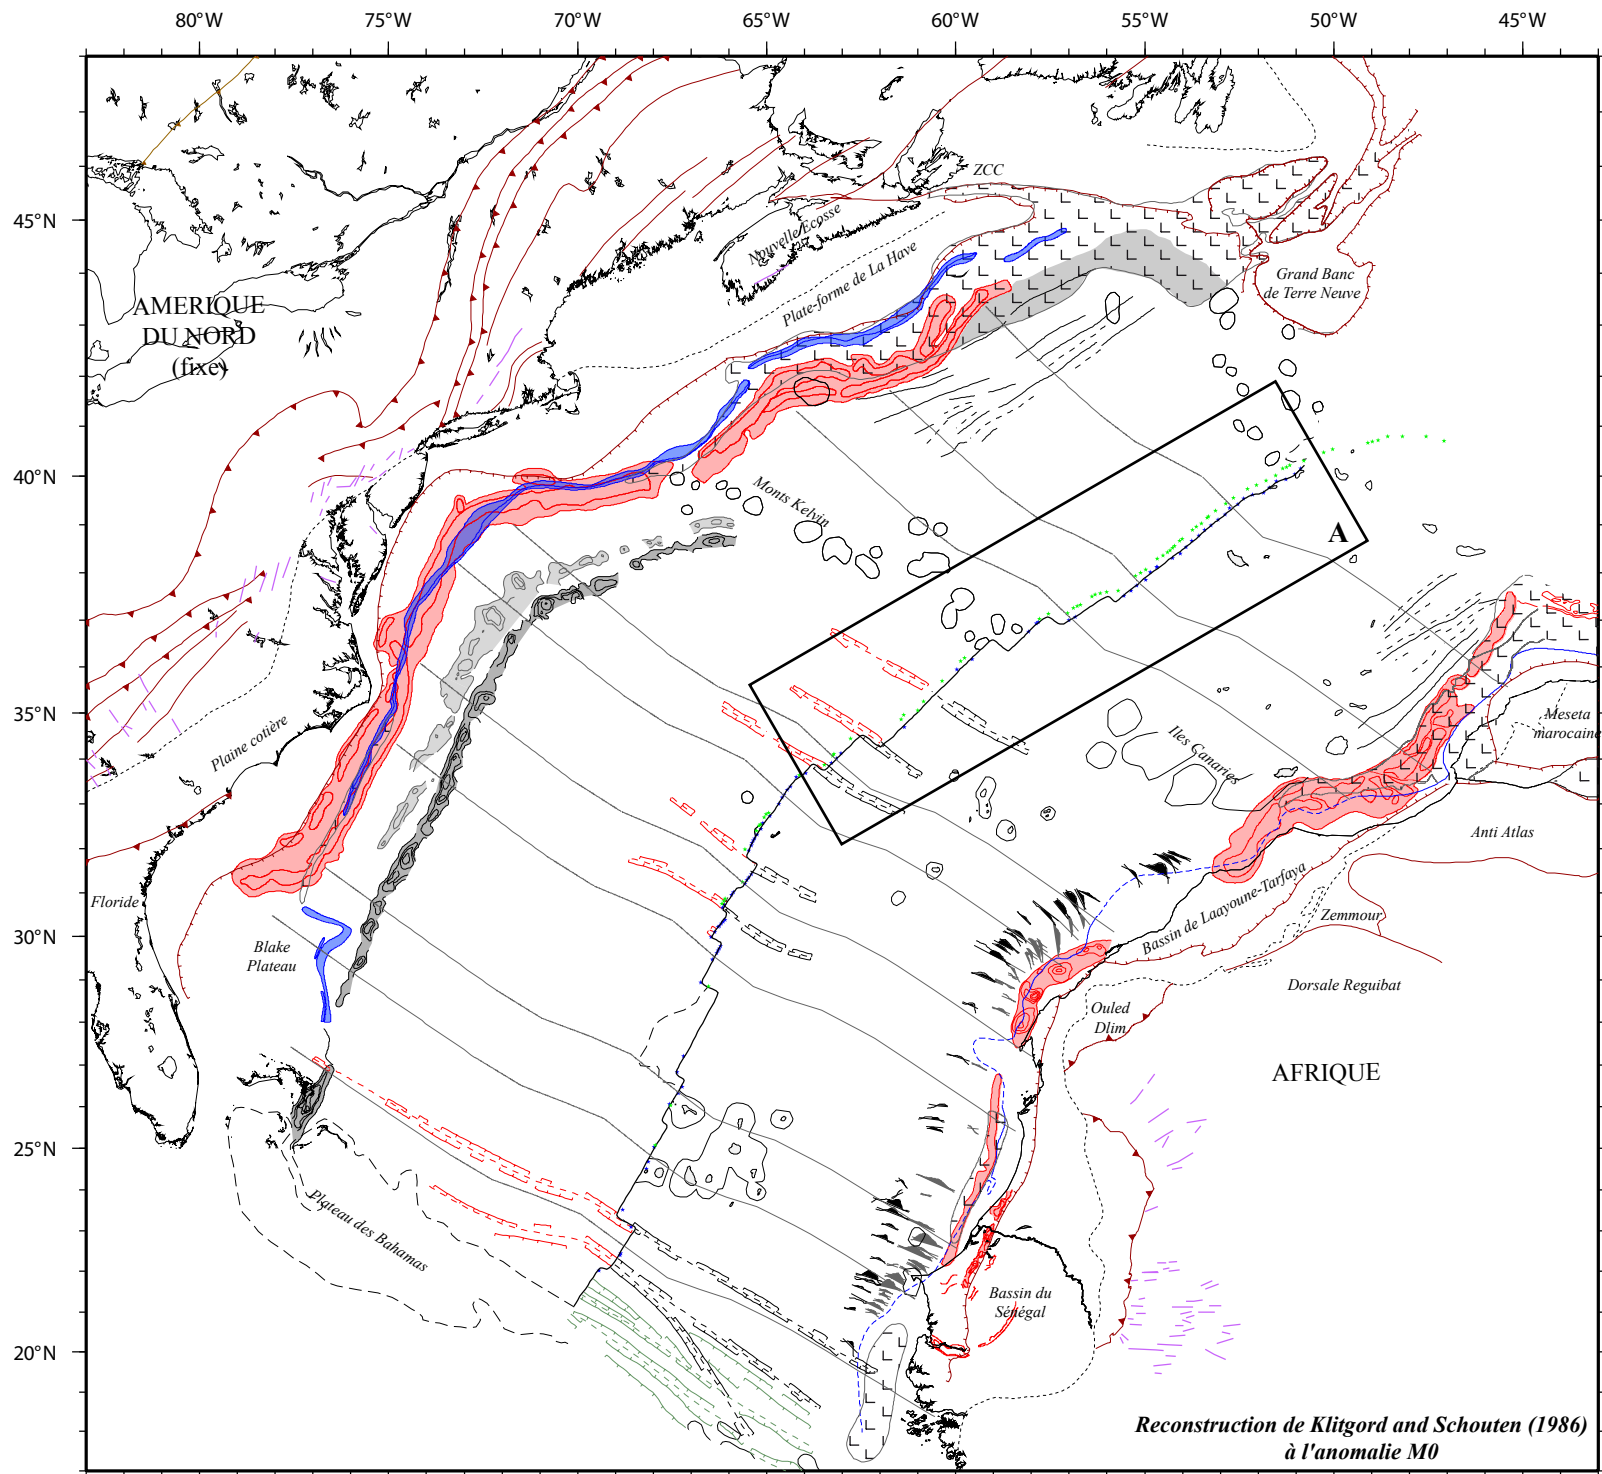 80°W 75°W 70°W 65°W 60°W 55°W 50°W 45°W
ZCC
45°N
Nouvelle Ecosse
Plate-forme de La Have
Grand Banc
de Terre Neuve
AMERIQUE
DU NORD
(fixe)
40°N
Monts Kelvin
A
35°N
Plaine cotière
Iles Canaries
Meseta
marocaine
Anti Atlas
Floride
Bassin de Laayoune-Tarfaya
Zemmour
30°N
Blake
Plateau
Dorsale Reguibat
Ouled
Dlim
AFRIQUE
25°N
Plateau des Bahamas
Bassin du
Sénégal
20°N
Reconstruction de Klitgord and Schouten (1986)
à l'anomalie M0